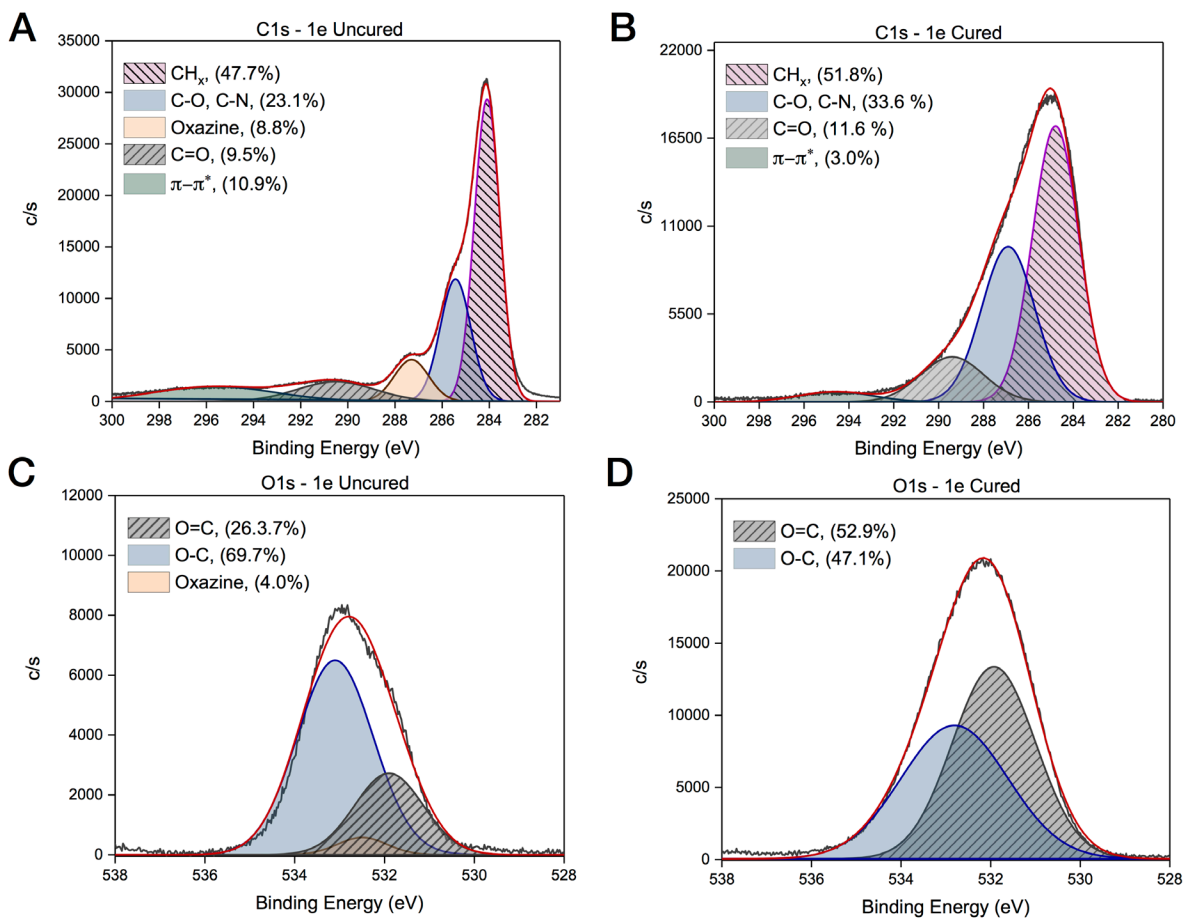 A
C1s - 1e Uncured
35000
30000
25000
20000
15000
10000
5000
0
c/s
CHx, (47.7%)
C-O, C-N, (23.1%)
Oxazine, (8.8%)
C=O, (9.5%)
π–π*, (10.9%)
300 298 296 294 292 290 288 286 284 282
Binding Energy (eV)
B
C1s - 1e Cured
22000
16500
11000
5500
0
c/s
CHx, (51.8%)
C-O, C-N, (33.6 %)
C=O, (11.6 %)
π–π*, (3.0%)
300 298 296 294 292 290 288 286 284 282 280
Binding Energy (eV)
C
O1s - 1e Uncured
12000
10000
8000
6000
4000
2000
0
c/s
O=C, (26.3.7%)
O-C, (69.7%)
Oxazine, (4.0%)
538 536 534 532 530 528
Binding Energy (eV)
D
O1s - 1e Cured
25000
20000
15000
10000
5000
0
c/s
O=C, (52.9%)
O-C, (47.1%)
538 536 534 532 530 528
Binding Energy (eV)